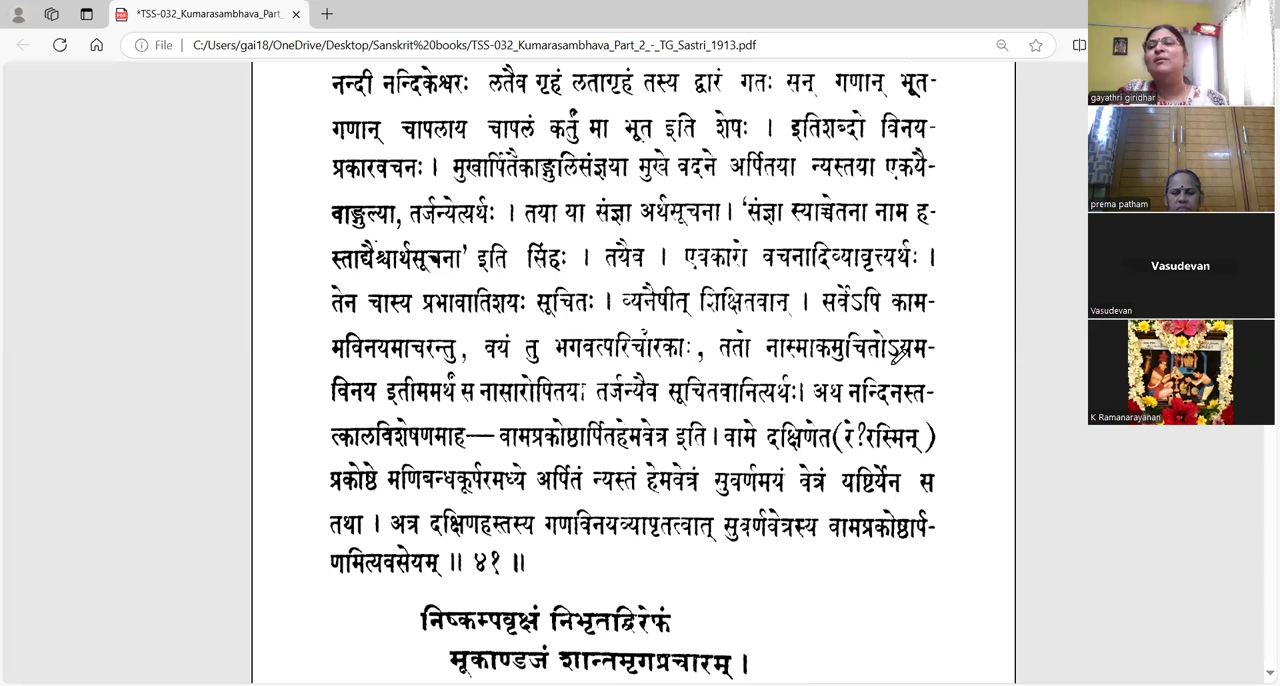 *TSS-032_Kumarasambhava_Part_
File
C:/Users/gai18/OneDrive/Desktop/Sanskrit%20books/TSS-032_Kumarasambhava_Part_2_-_TG_Sastri_1913.pdf
नन्दी नन्दिकेश्वरः लतैव गृहं लतागृहं तस्य द्वारं गतः सन् गणान् भूत-
गणान् चापलाय चापलं कर्तुं मा भूत इति शेषः । इतिशब्दो विनय-
प्रकारवचनः । मुखार्पितैकाङ्गुलिसंज्ञया मुखे वदने अर्पितया न्यस्तया एकयै-
वाङ्गुल्या, तर्जन्येत्यर्थः । तया या संज्ञा अर्थसूचना । 'संज्ञा स्याच्चेतना नाम ह-
स्ताद्यैश्चार्थसूचना' इति सिंहः । तयैव । एवकारो वचनादिव्यावृत्त्यर्थः ।
तेन चास्य प्रभावातिशयः सूचितः । व्यनैषीत् शिक्षितवान् । सर्वेऽपि काम-
मविनयमाचरन्तु, वयं तु भगवत्परिचारकाः, ततो नास्माकमुचितोऽयम-
विनय इतीममर्थं स नासारोपितया तर्जन्यैव सूचितवानित्यर्थः। अथ नन्दिनस्त-
त्कालविशेषणमाह— वामप्रकोष्ठार्पितहेमवेत्र इति । वामे दक्षिणेत(रे?रस्मिन्)
प्रकोष्ठे मणिबन्धकूर्परमध्ये अर्पितं न्यस्तं हेमवेत्रं सुवर्णमयं वेत्रं यष्टिर्येन स
तथा । अत्र दक्षिणहस्तस्य गणविनयव्यापृतत्वात् सुवर्णवेत्रस्य वामप्रकोष्ठार्प-
णमित्यवसेयम् ॥ ४१ ॥
निष्कम्पवृक्षं निभृतद्विरेफं
मूकाण्डजं शान्तमृगप्रचारम् ।
gayathri giridhar
prema patham
Vasudevan
Vasudevan
K Ramanarayanan